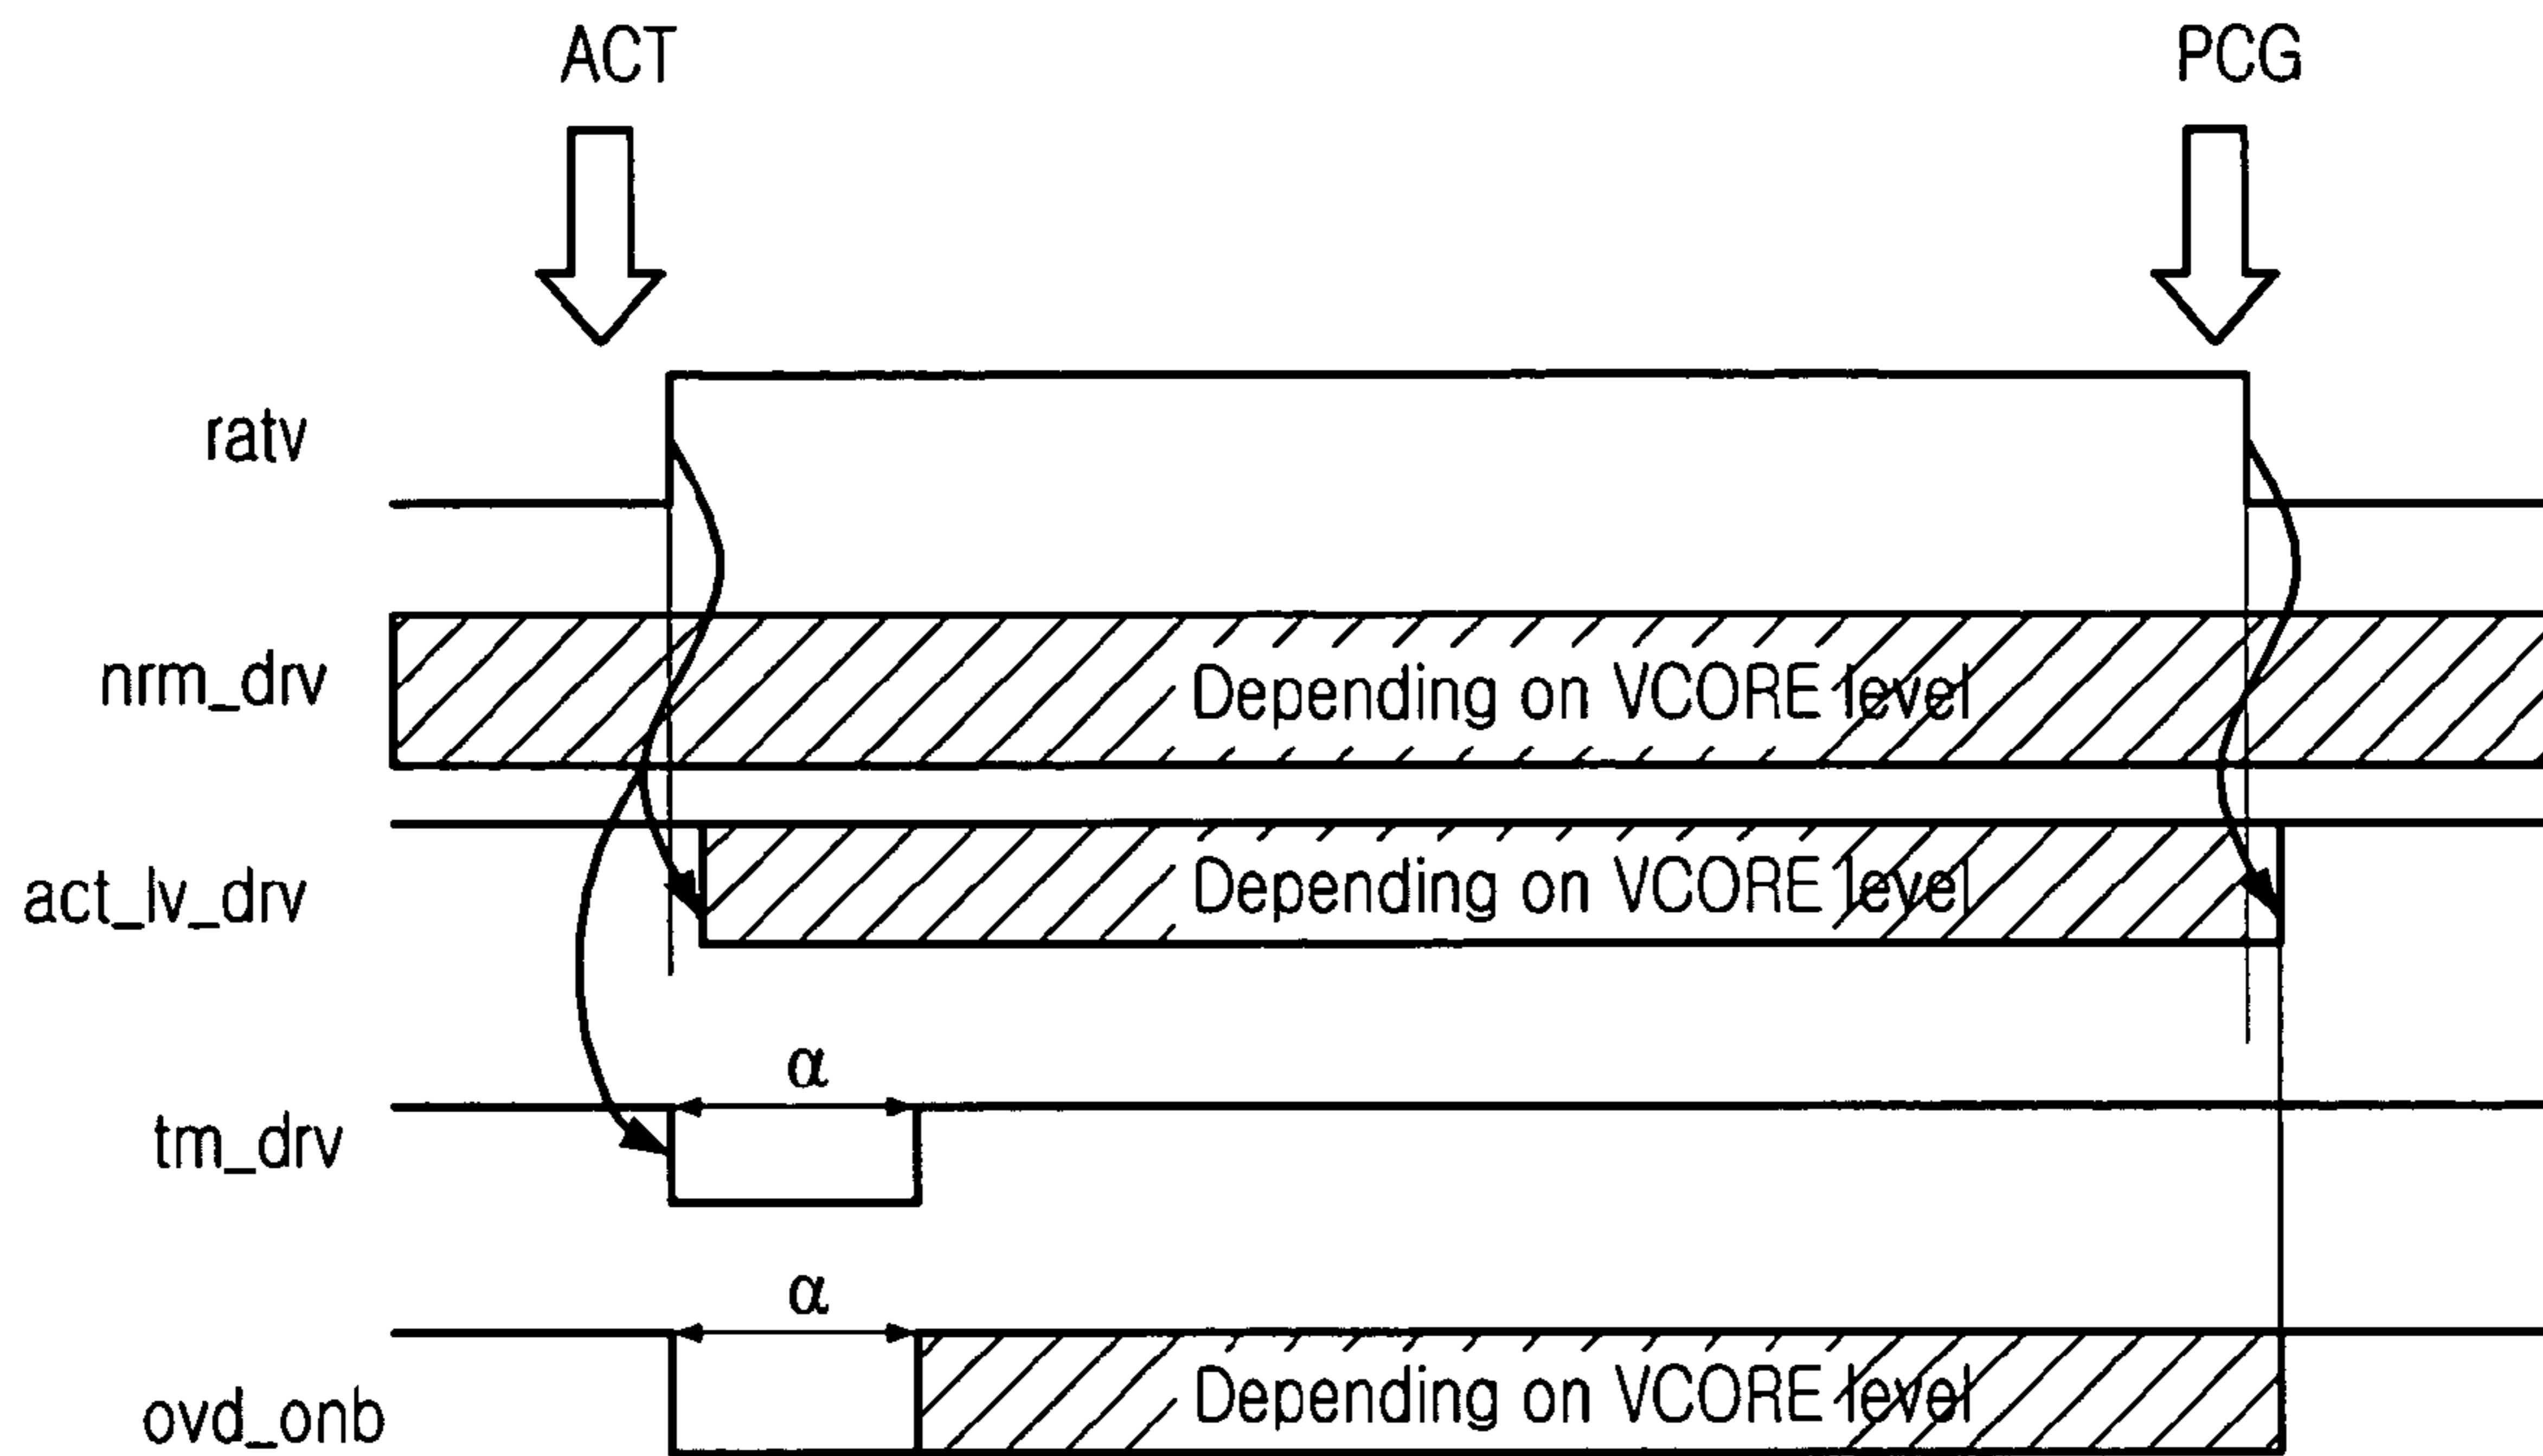 ACT
PCG
ratv
nrm_drv
Depending on VCORE level
act_lv_drv
Depending on VCORE level
α
tm_drv
α
ovd_onb
Depending on VCORE level